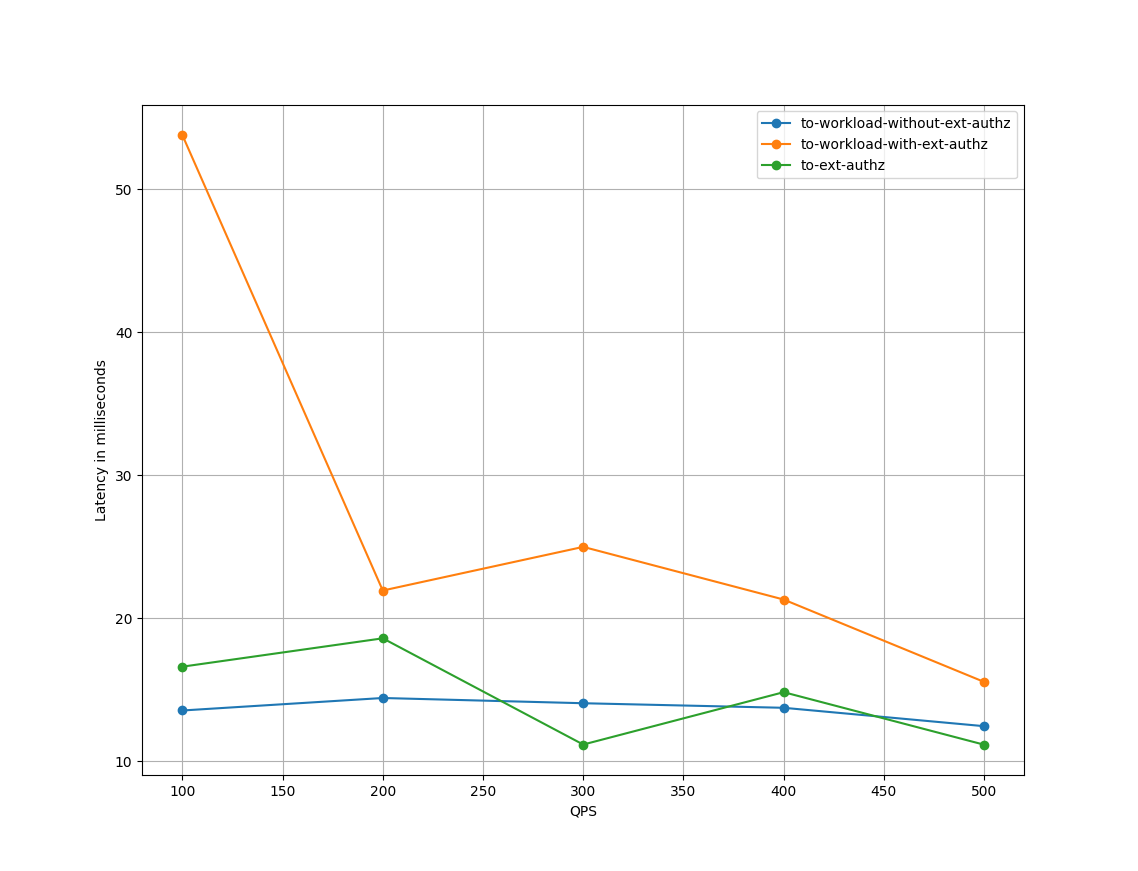 to-workload-without-ext-authz
to-workload-with-ext-authz
to-ext-authz
50
40
30
20
10
Latency in milliseconds
100 150 200 250 300 350 400 450 500
QPS